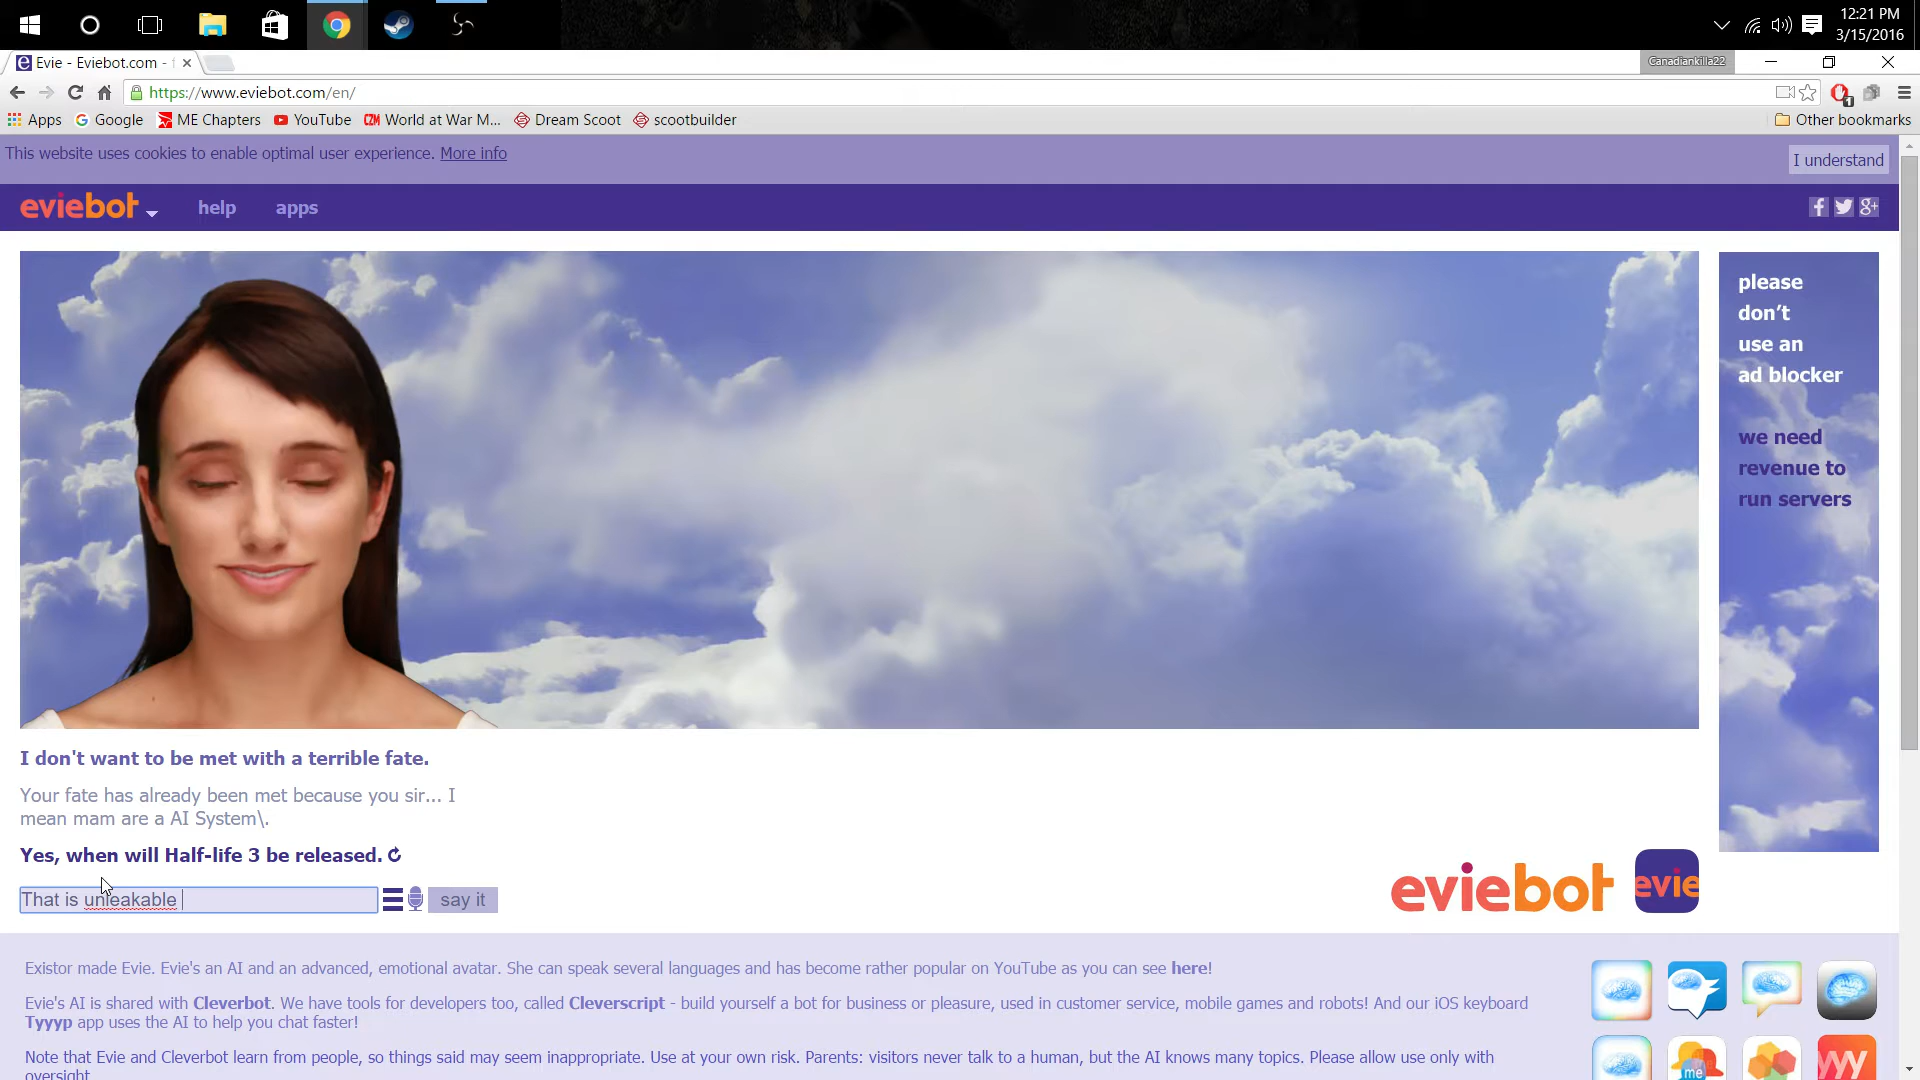 12:21 PM
3/15/2016
Evie - Eviebot.com -
Canadiankilla22
https://www.eviebot.com/en/
Apps Google ME Chapters YouTube World at War M... Dream Scoot scootbuilder Other bookmarks
This website uses cookies to enable optimal user experience. More info
I understand
eviebot help apps
please
don't
use an
ad blocker
we need
revenue to
run servers
I don't want to be met with a terrible fate.
Your fate has already been met because you sir... I
mean mam are a AI System\.
Yes, when will Half-life 3 be released.
That is unleakable
say it
eviebot evie
Existor made Evie. Evie's an AI and an advanced, emotional avatar. She can speak several languages and has become rather popular on YouTube as you can see here!
Evie's AI is shared with Cleverbot. We have tools for developers too, called Cleverscript - build yourself a bot for business or pleasure, used in customer service, mobile games and robots! And our iOS keyboard
Tyyyp app uses the AI to help you chat faster!
Note that Evie and Cleverbot learn from people, so things said may seem inappropriate. Use at your own risk. Parents: visitors never talk to a human, but the AI knows many topics. Please allow use only with
oversight
me